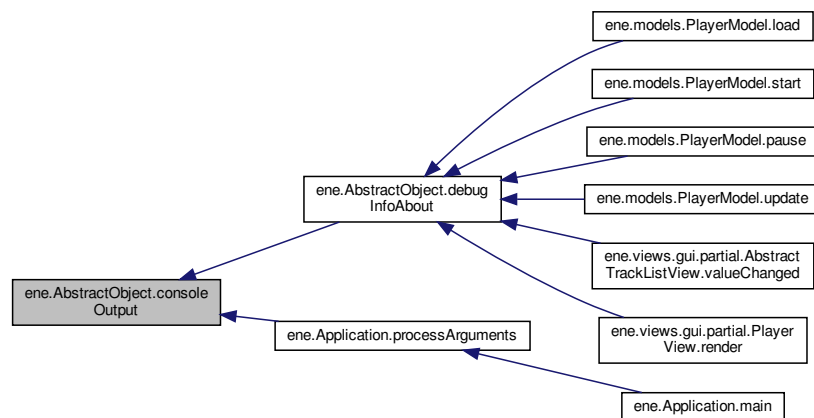 ene.models.PlayerModel.load
ene.models.PlayerModel.start
ene.models.PlayerModel.pause
ene.AbstractObject.debug
InfoAbout
ene.models.PlayerModel.update
ene.views.gui.partial.Abstract
TrackListView.valueChanged
ene.AbstractObject.console
Output
ene.Application.processArguments
ene.views.gui.partial.Player
View.render
ene.Application.main